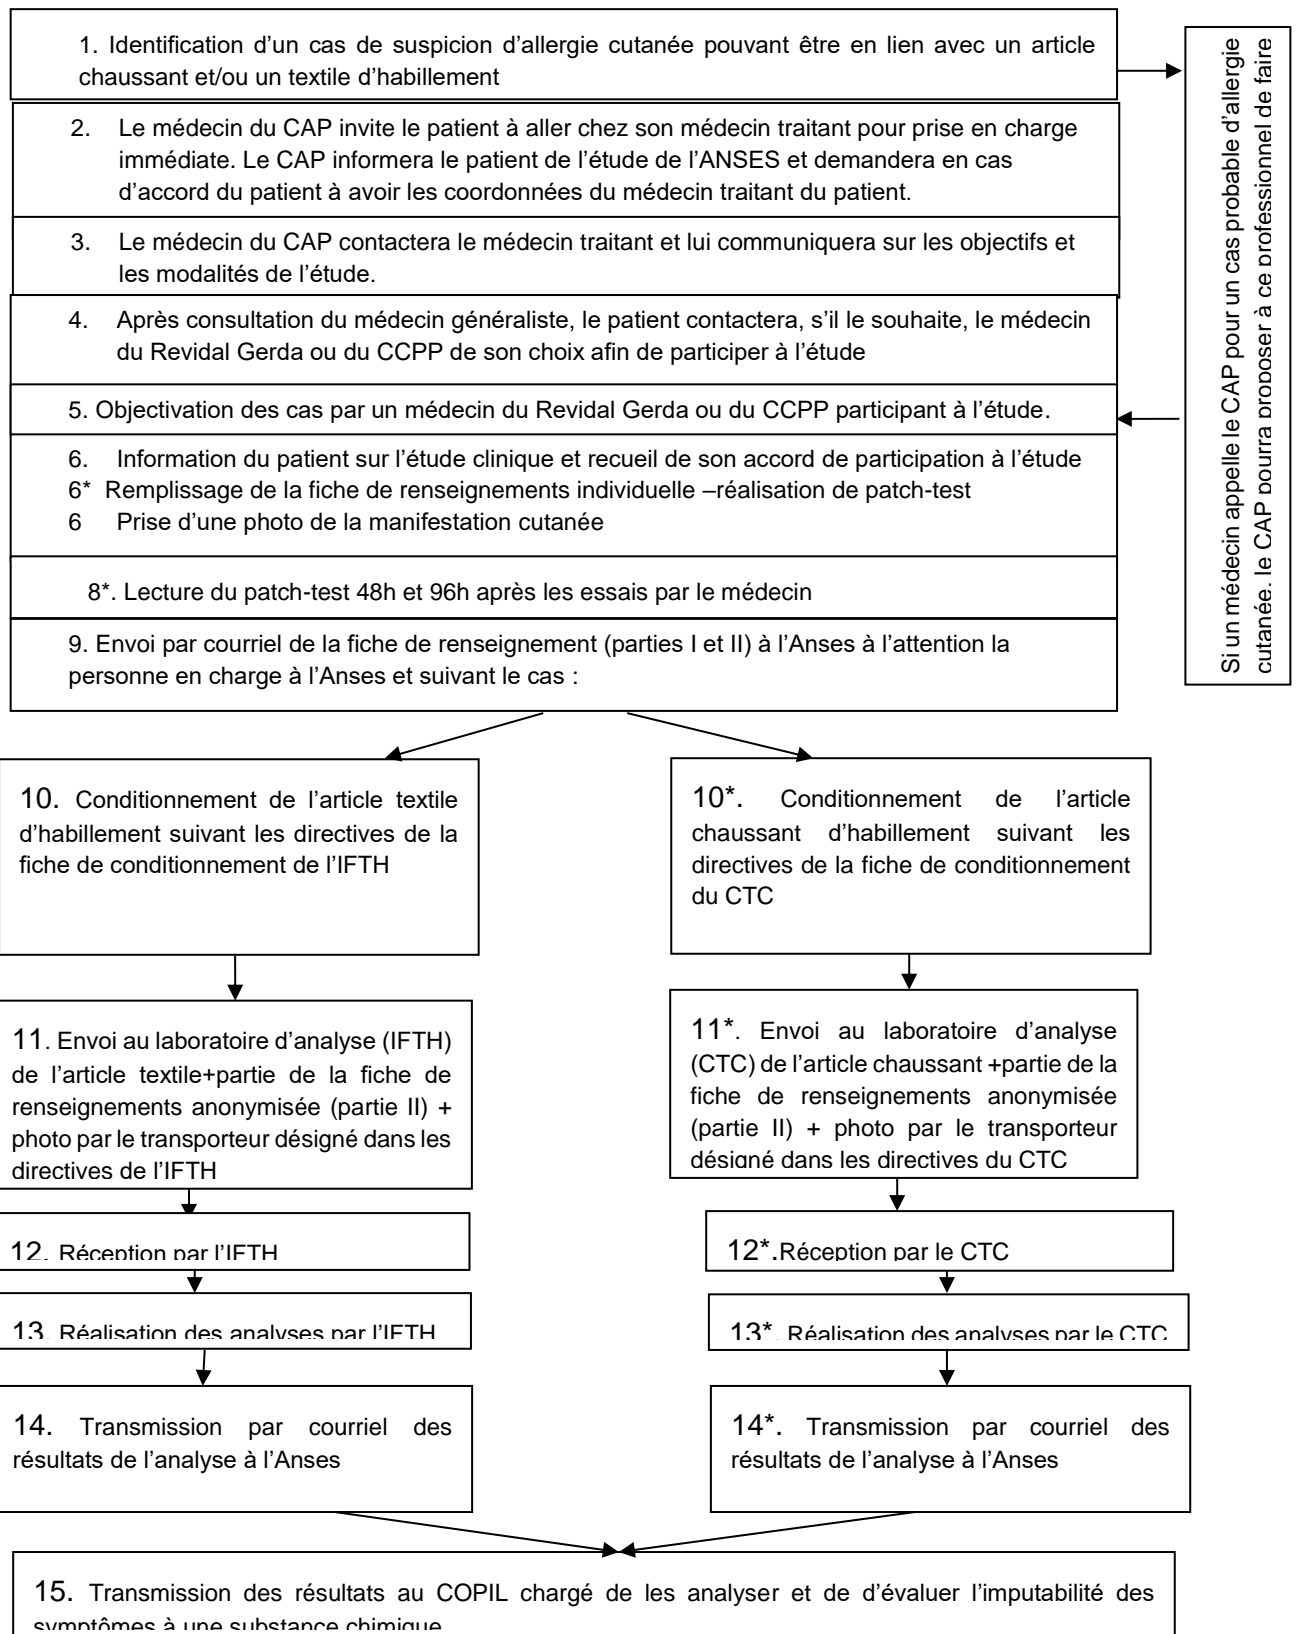 1. Identification d’un cas de suspicion d’allergie cutanée pouvant être en lien avec un article
chaussant et/ou un textile d’habillement
Si un médecin appelle le CAP pour un cas probable d’allergie
cutanée, le CAP pourra proposer à ce professionnel de faire
2. Le médecin du CAP invite le patient à aller chez son médecin traitant pour prise en charge
immédiate. Le CAP informera le patient de l’étude de l’ANSES et demandera en cas
d’accord du patient à avoir les coordonnées du médecin traitant du patient.
3. Le médecin du CAP contactera le médecin traitant et lui communiquera sur les objectifs et
les modalités de l’étude.
4. Après consultation du médecin généraliste, le patient contactera, s’il le souhaite, le médecin
du Revidal Gerda ou du CCPP de son choix afin de participer à l’étude
5. Objectivation des cas par un médecin du Revidal Gerda ou du CCPP participant à l’étude.
6. Information du patient sur l’étude clinique et recueil de son accord de participation à l’étude
6* Remplissage de la fiche de renseignements individuelle –réalisation de patch-test
6 Prise d’une photo de la manifestation cutanée
8*. Lecture du patch-test 48h et 96h après les essais par le médecin
9. Envoi par courriel de la fiche de renseignement (parties I et II) à l’Anses à l’attention la
personne en charge à l’Anses et suivant le cas :
10. Conditionnement de l’article textile
d’habillement suivant les directives de la
fiche de conditionnement de l’IFTH
10*. Conditionnement de l’article
chaussant d’habillement suivant les
directives de la fiche de conditionnement
du CTC
11. Envoi au laboratoire d’analyse (IFTH)
de l’article textile+partie de la fiche de
renseignements anonymisée (partie II) +
photo par le transporteur désigné dans les
directives de l’IFTH
11*. Envoi au laboratoire d’analyse
(CTC) de l’article chaussant +partie de la
fiche de renseignements anonymisée
(partie II) + photo par le transporteur
désigné dans les directives du CTC
12. Réception par l’IFTH
12*.Réception par le CTC
13. Réalisation des analyses par l’IFTH
13*. Réalisation des analyses par le CTC
14. Transmission par courriel des
résultats de l’analyse à l’Anses
14*. Transmission par courriel des
résultats de l’analyse à l’Anses
15. Transmission des résultats au COPIL chargé de les analyser et de d’évaluer l’imputabilité des
symptômes à une substance chimique